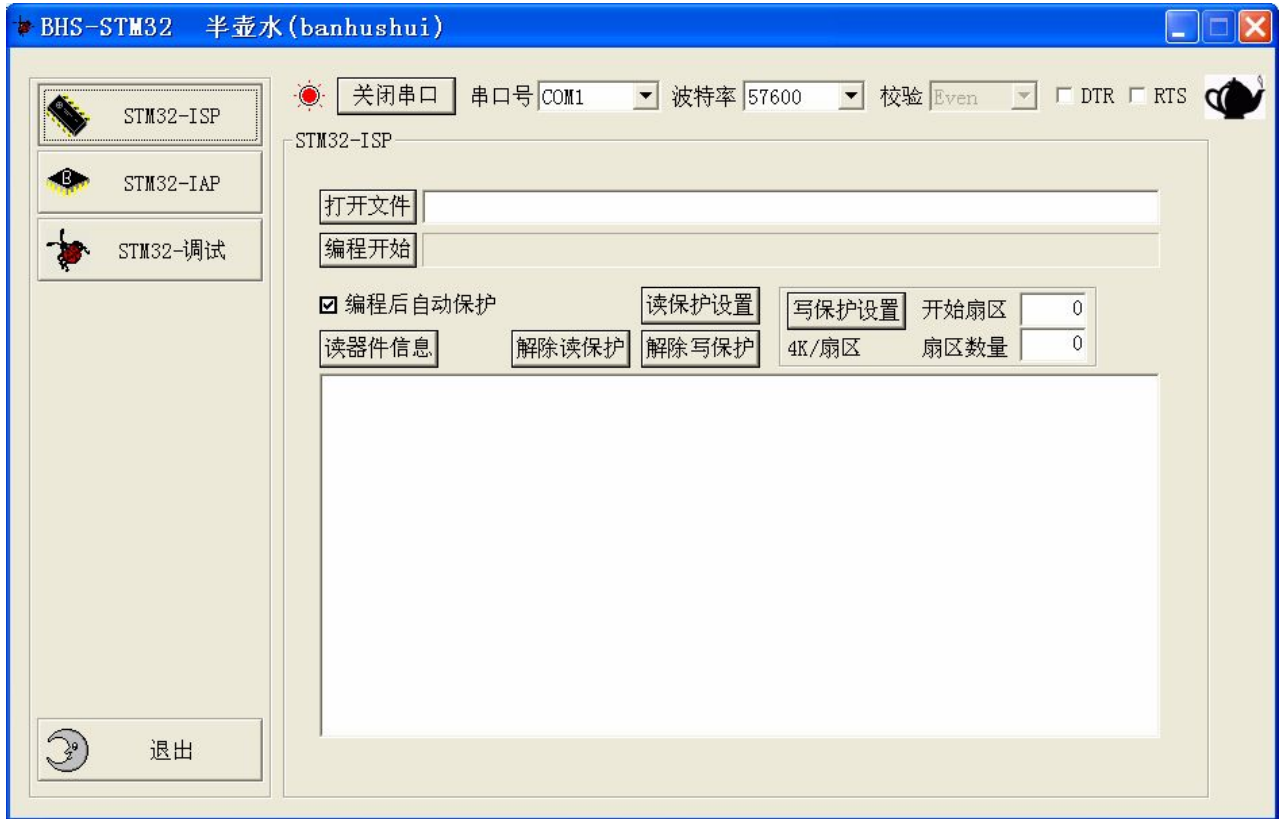 BHS-STM32 半壶水(banhushui)
STM32-ISP
STM32-IAP
STM32-调试
退出
关闭串口 串口号 COM1 波特率 57600 校验 Even DTR RTS
STM32-ISP
打开文件
编程开始
编程后自动保护 读保护设置 写保护设置 开始扇区 0
读器件信息 解除读保护 解除写保护 4K/扇区 扇区数量 0